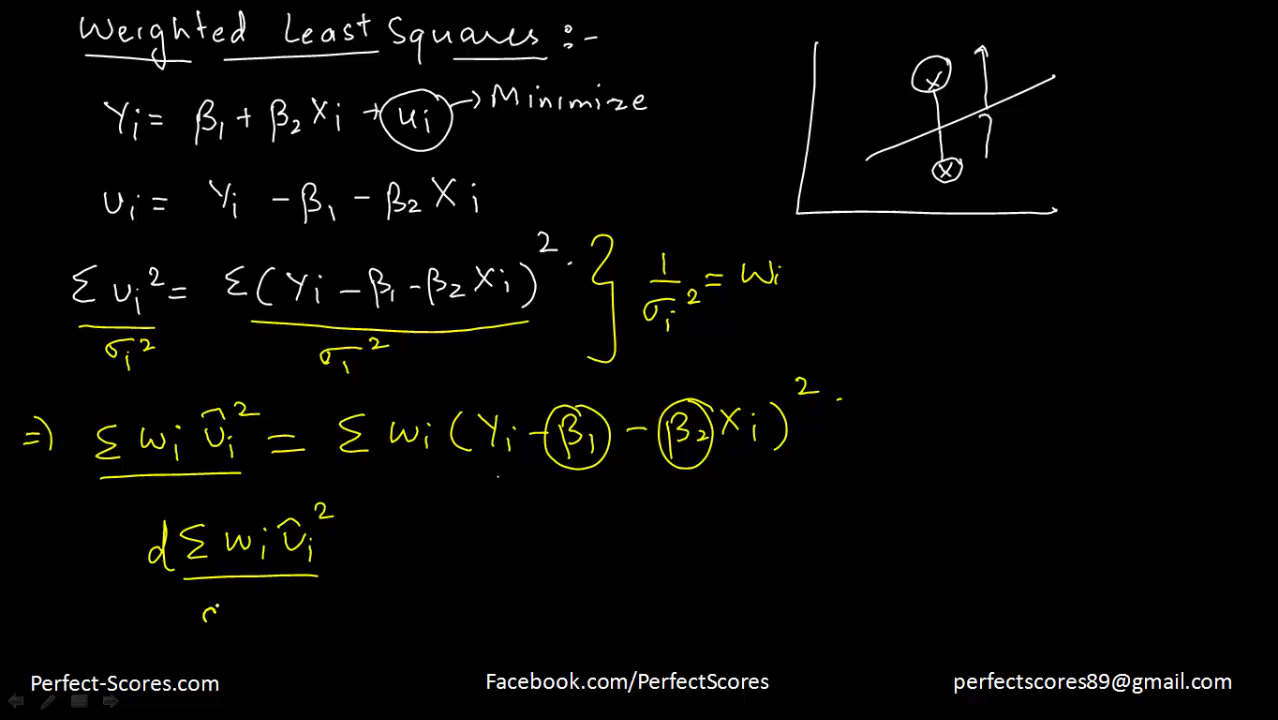 Weighted Least Squares :-
Yi = β1 + β2 Xi + ui → Minimize
ui = Yi - β1 - β2 Xi
Σ ui² = Σ (Yi - β1 - β2 Xi)² .
σi² σi²
} 1/σi² = wi
⇒) Σ wi ûi² = Σ wi (Yi - β1 - β2 Xi)² .
d Σ wi ûi²
x
x
Perfect-Scores.com
Facebook.com/PerfectScores
perfectscores89@gmail.com